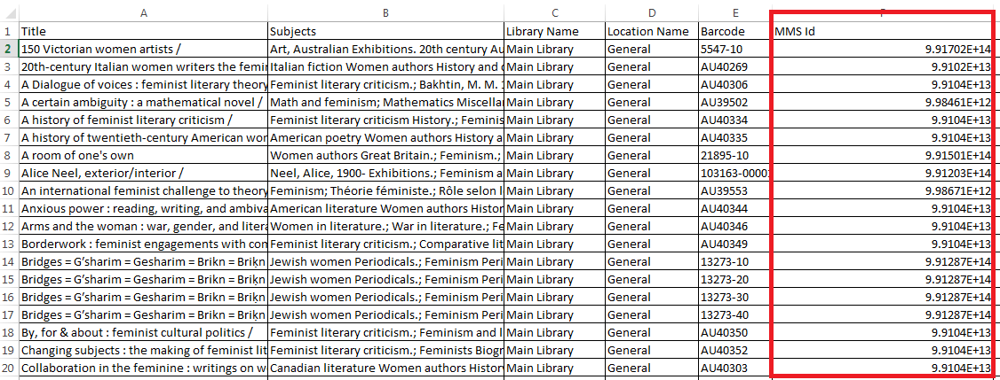 A B C D E F
1 Title Subjects Library Name Location Name Barcode MMS Id
2 150 Victorian women artists / Art, Australian Exhibitions. 20th century Au Main Library General 5547-10 9.91702E+14
3 20th-century Italian women writers the femi Italian fiction Women authors History and c Main Library General AU40269 9.9102E+13
4 A Dialogue of voices : feminist literary theory Feminist literary criticism.; Bakhtin, M. M. Main Library General AU40306 9.9104E+13
5 A certain ambiguity : a mathematical novel / Math and feminism; Mathematics Miscella Main Library General AU39502 9.98461E+12
6 A history of feminist literary criticism / Feminist literary criticism History.; Feminis Main Library General AU40334 9.9104E+13
7 A history of twentieth-century American wor American poetry Women authors History a Main Library General AU40335 9.9104E+13
8 A room of one's own Women authors Great Britain.; Feminism.; Main Library General 21895-10 9.91501E+14
9 Alice Neel, exterior/interior / Neel, Alice, 1900- Exhibitions.; Feminism a Main Library General 103163-0000 9.91203E+14
10 An international feminist challenge to theory Feminism; Théorie féministe.; Rôle selon l Main Library General AU39553 9.98671E+12
11 Anxious power : reading, writing, and ambiva American literature Women authors Histor Main Library General AU40344 9.9104E+13
12 Arms and the woman : war, gender, and litera Women in literature.; War in literature.; Fe Main Library General AU40346 9.9104E+13
13 Borderwork : feminist engagements with con Feminist literary criticism.; Comparative lit Main Library General AU40349 9.9104E+13
14 Bridges = G'sharim = Gesharim = Brikn = Briḳn Jewish women Periodicals.; Feminism Peri Main Library General 13273-10 9.91287E+14
15 Bridges = G'sharim = Gesharim = Brikn = Briḳn Jewish women Periodicals.; Feminism Peri Main Library General 13273-20 9.91287E+14
16 Bridges = G'sharim = Gesharim = Brikn = Briḳn Jewish women Periodicals.; Feminism Peri Main Library General 13273-30 9.91287E+14
17 Bridges = G'sharim = Gesharim = Brikn = Briḳn Jewish women Periodicals.; Feminism Peri Main Library General 13273-40 9.91287E+14
18 By, for & about : feminist cultural politics / Feminist literary criticism.; Feminism and l Main Library General AU40350 9.9104E+13
19 Changing subjects : the making of feminist lit Feminist literary criticism.; Feminists Biogr Main Library General AU40352 9.9104E+13
20 Collaboration in the feminine : writings on w Canadian literature Women authors Histor Main Library General AU40303 9.9104E+13